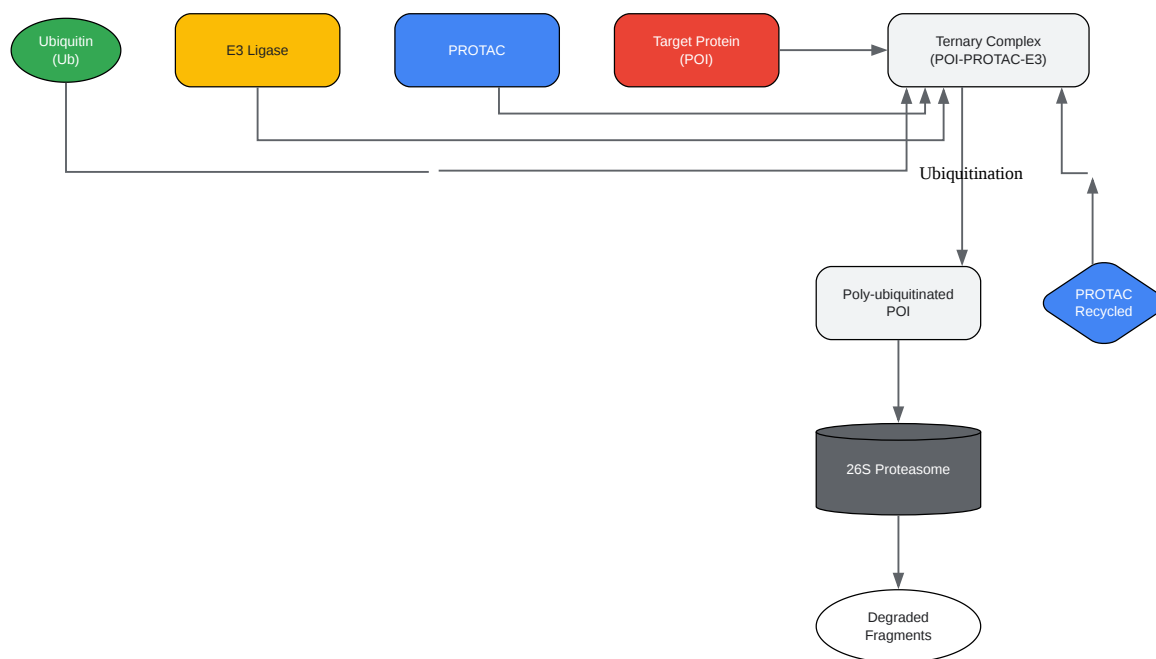 Ubiquitin
(Ub)
E3 Ligase
PROTAC
Target Protein
(POI)
Ternary Complex
(POI-PROTAC-E3)
Ubiquitination
Poly-ubiquitinated
POI
PROTAC
Recycled
26S Proteasome
Degraded
Fragments